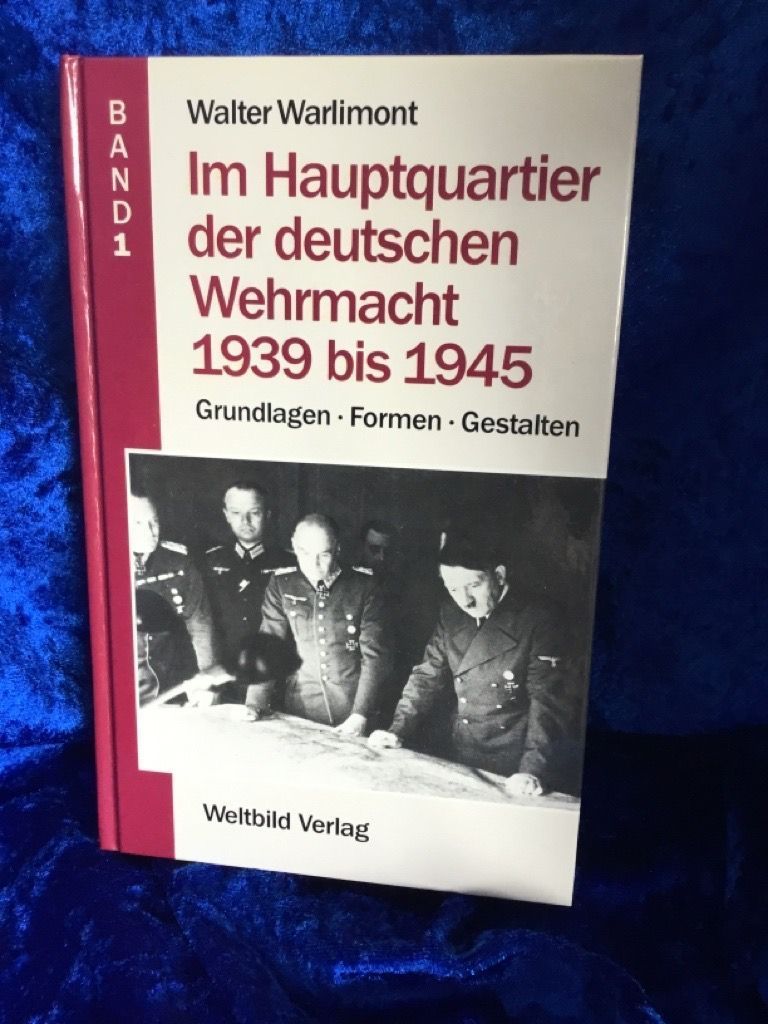 BAND1
Walter Warlimont
Im Hauptquartier
der deutschen
Wehrmacht
1939 bis 1945
Grundlagen · Formen · Gestalten
Weltbild Verlag